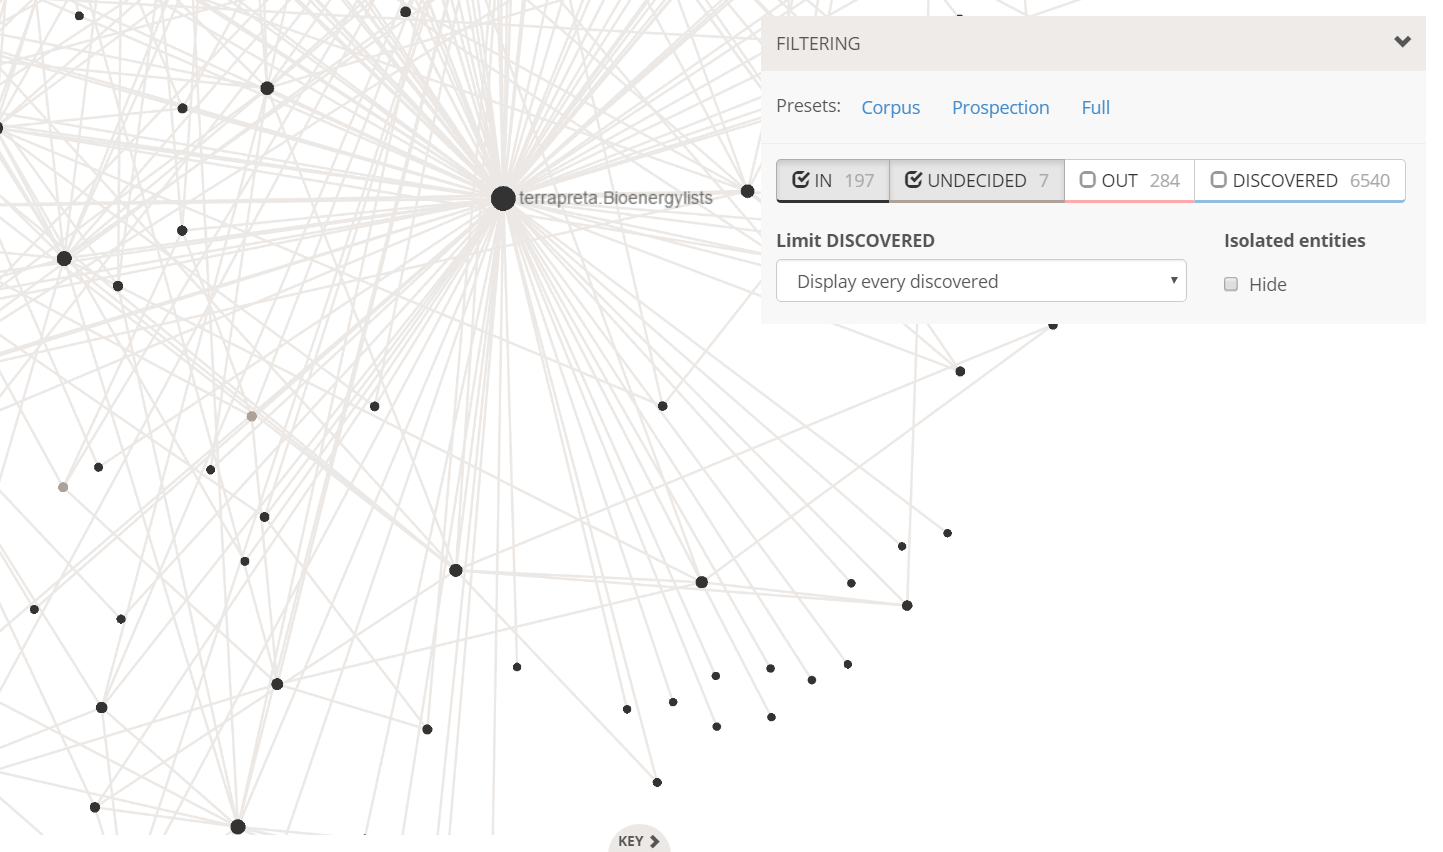 FILTERING
Presets: Corpus Prospection Full
IN 197 UNDECIDED 7 OUT 284 DISCOVERED 6540
terrapreta.Bioenergylists
Limit DISCOVERED Isolated entities
Display every discovered Hide
KEY